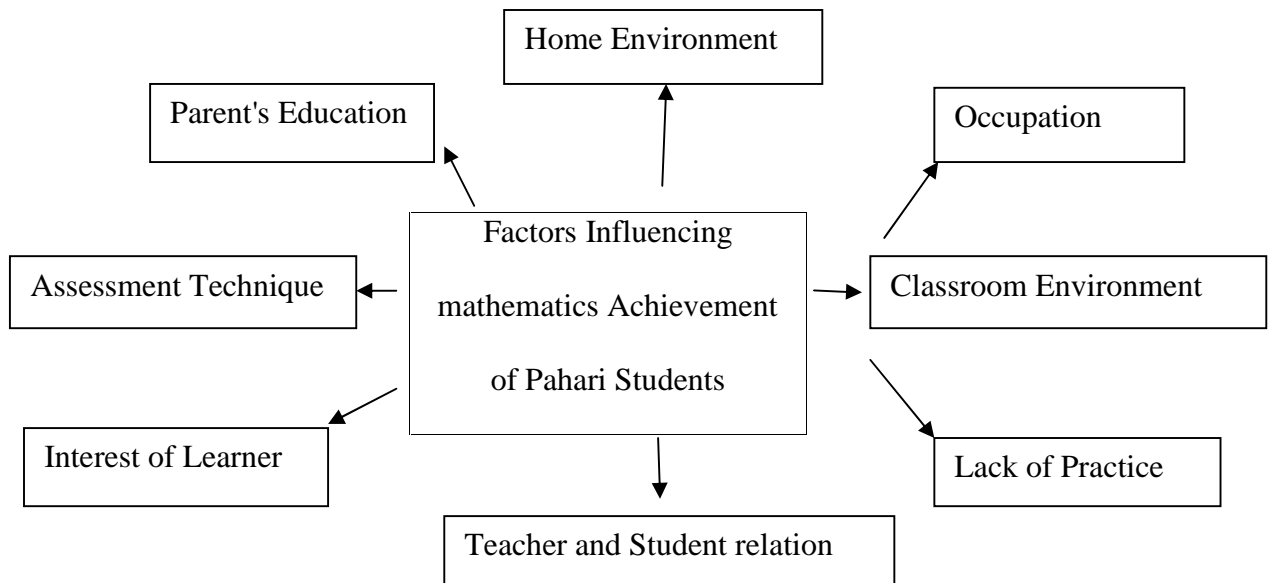 Home Environment
Parent's Education
Occupation
Factors Influencing
mathematics Achievement
of Pahari Students
Assessment Technique
Classroom Environment
Interest of Learner
Lack of Practice
Teacher and Student relation